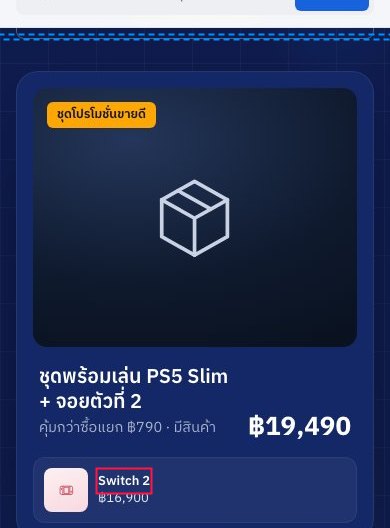 ชุดโปรโมชั่นขายดี
ชุดพร้อมเล่น PS5 Slim
+ จอยตัวที่ 2
คุ้มกว่าซื้อแยก ฿790 · มีสินค้า
฿19,490
Switch 2
฿16,900